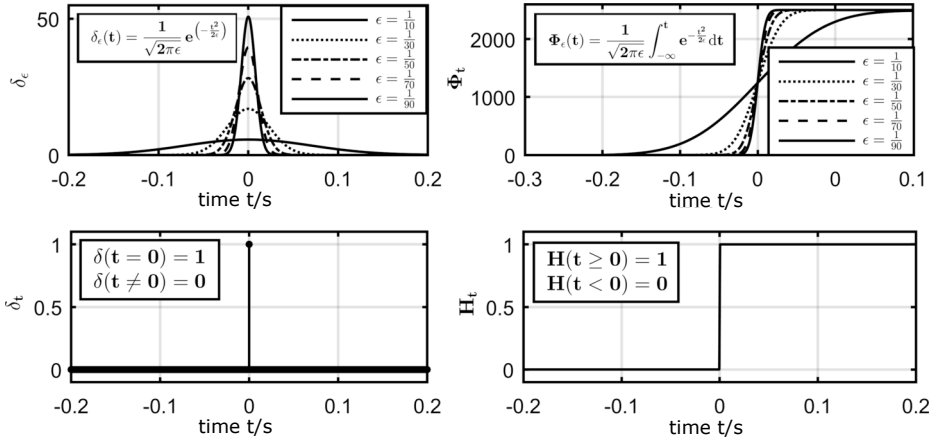 δ_ϵ(t) = 1/√(2πϵ) e^(−t²/2ϵ)
ϵ = 1/10
ϵ = 1/30
ϵ = 1/50
ϵ = 1/70
ϵ = 1/90
δ_ϵ
50
0
-0.2 -0.1 0 0.1 0.2
time t/s
Φ_ϵ(t) = 1/√(2πϵ) ∫_−∞^t e^(−t²/2ϵ) dt
ϵ = 1/10
ϵ = 1/30
ϵ = 1/50
ϵ = 1/70
ϵ = 1/90
Φ_t
2000
1000
0
-0.3 -0.2 -0.1 0 0 0.1
time t/s
δ(t = 0) = 1
δ(t ≠ 0) = 0
δ_t
1
0.5
0
-0.2 -0.1 0 0.1 0.2
time t/s
H(t ≥ 0) = 1
H(t < 0) = 0
H_t
1
0.5
0
-0.2 -0.1 0 0.1 0.2
time t/s